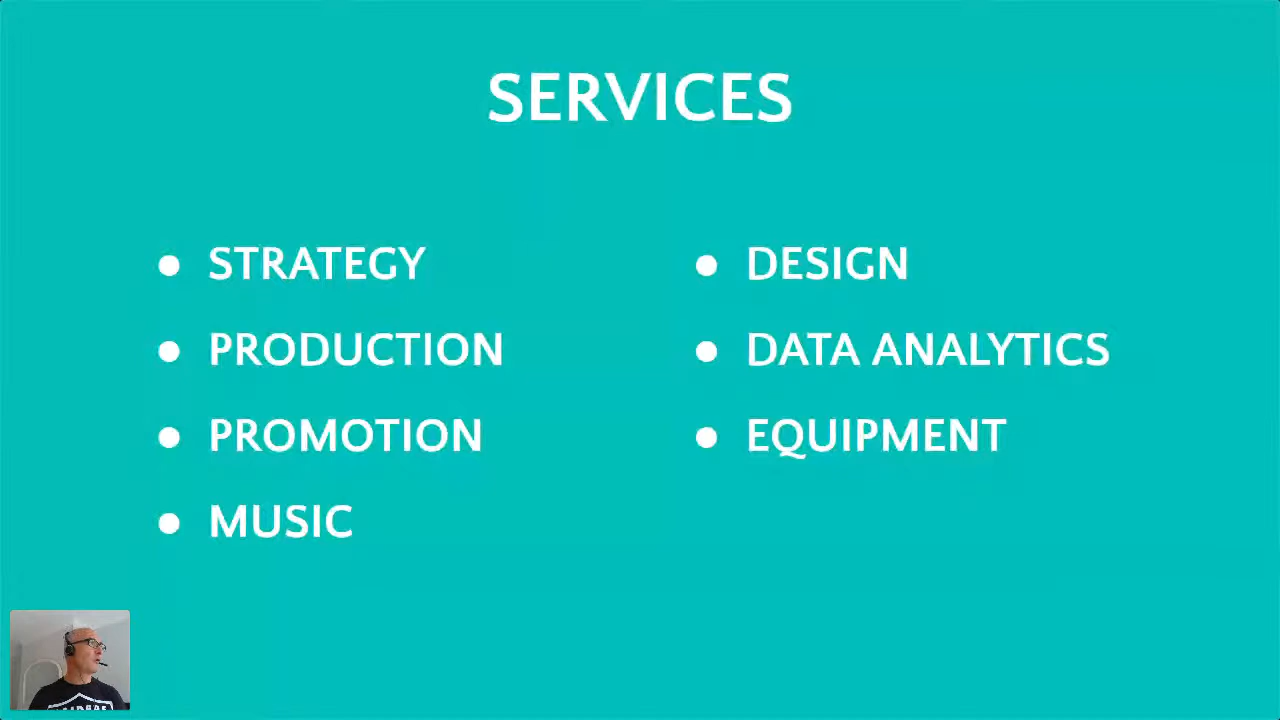 SERVICES
● STRATEGY
● PRODUCTION
● PROMOTION
● MUSIC
● DESIGN
● DATA ANALYTICS
● EQUIPMENT